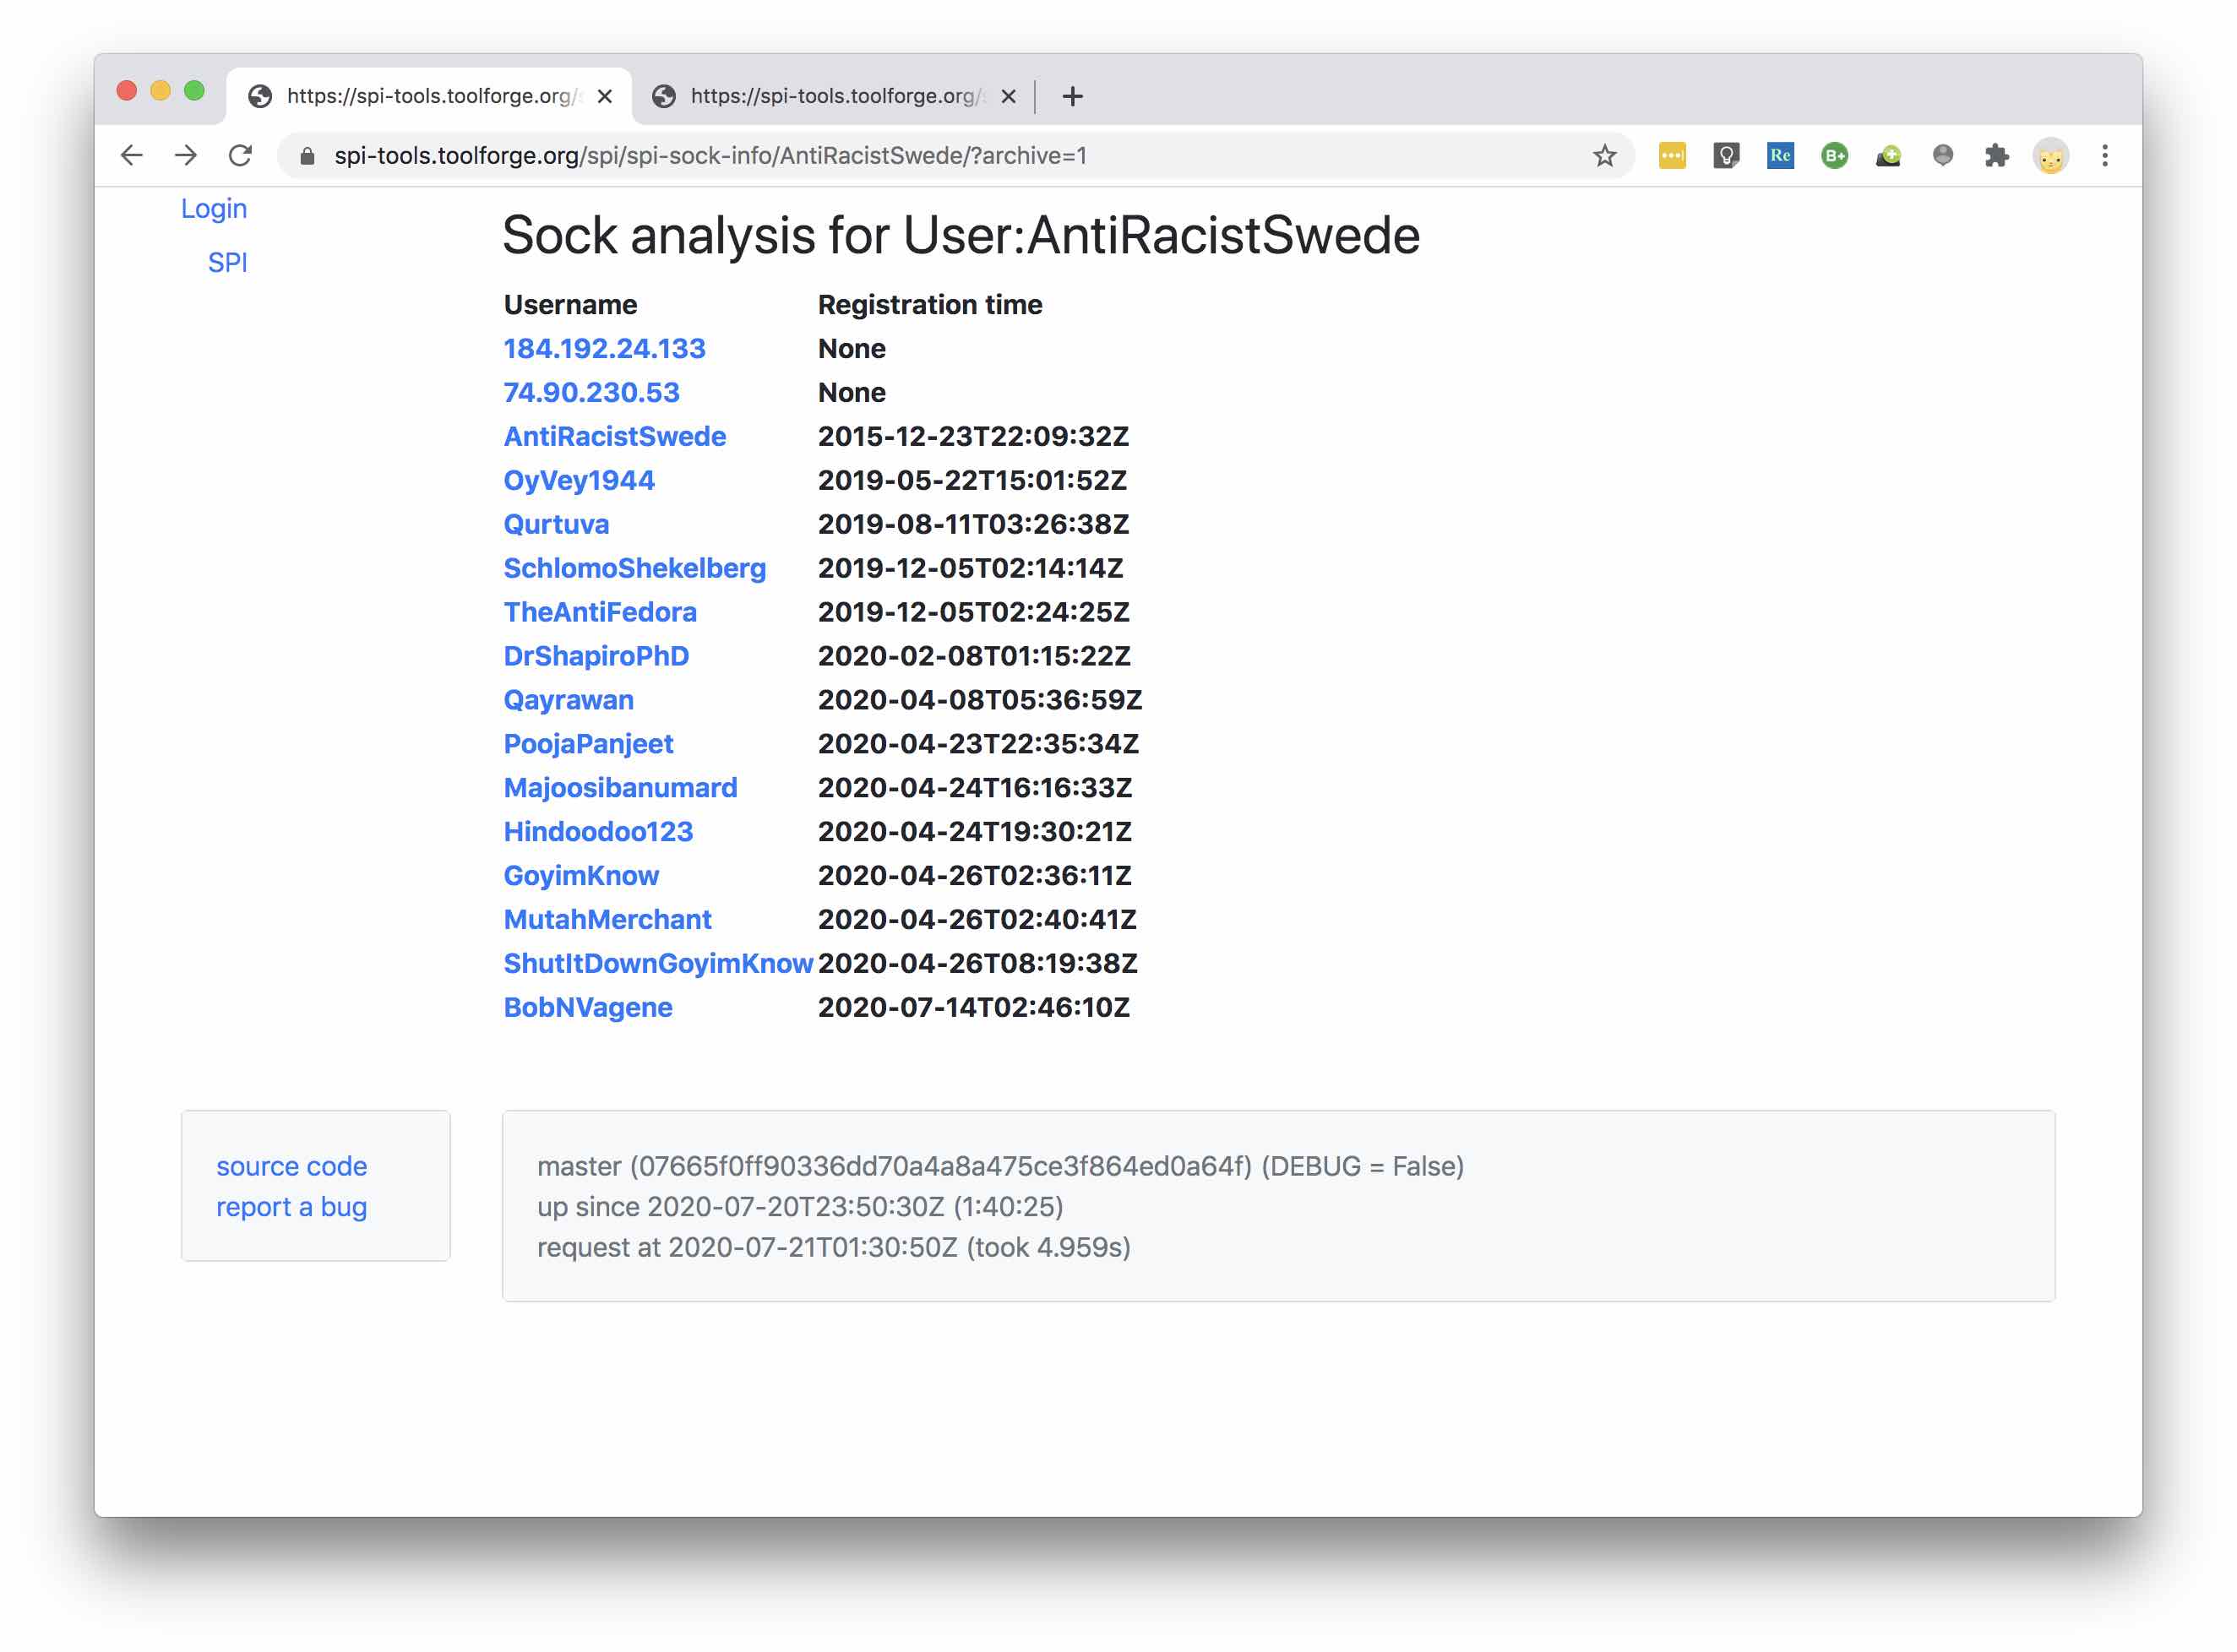 https://spi-tools.toolforge.org/ https://spi-tools.toolforge.org/
spi-tools.toolforge.org/spi/spi-sock-info/AntiRacistSwede/?archive=1 Re B+
Login
SPI
Sock analysis for User:AntiRacistSwede
Username Registration time
184.192.24.133 None
74.90.230.53 None
AntiRacistSwede 2015-12-23T22:09:32Z
OyVey1944 2019-05-22T15:01:52Z
Qurtuva 2019-08-11T03:26:38Z
SchlomoShekelberg 2019-12-05T02:14:14Z
TheAntiFedora 2019-12-05T02:24:25Z
DrShapiroPhD 2020-02-08T01:15:22Z
Qayrawan 2020-04-08T05:36:59Z
PoojaPanjeet 2020-04-23T22:35:34Z
Majoosibanumard 2020-04-24T16:16:33Z
Hindoodoo123 2020-04-24T19:30:21Z
GoyimKnow 2020-04-26T02:36:11Z
MutahMerchant 2020-04-26T02:40:41Z
ShutItDownGoyimKnow 2020-04-26T08:19:38Z
BobNVagene 2020-07-14T02:46:10Z
source code
report a bug
master (07665f0ff90336dd70a4a8a475ce3f864ed0a64f) (DEBUG = False)
up since 2020-07-20T23:50:30Z (1:40:25)
request at 2020-07-21T01:30:50Z (took 4.959s)